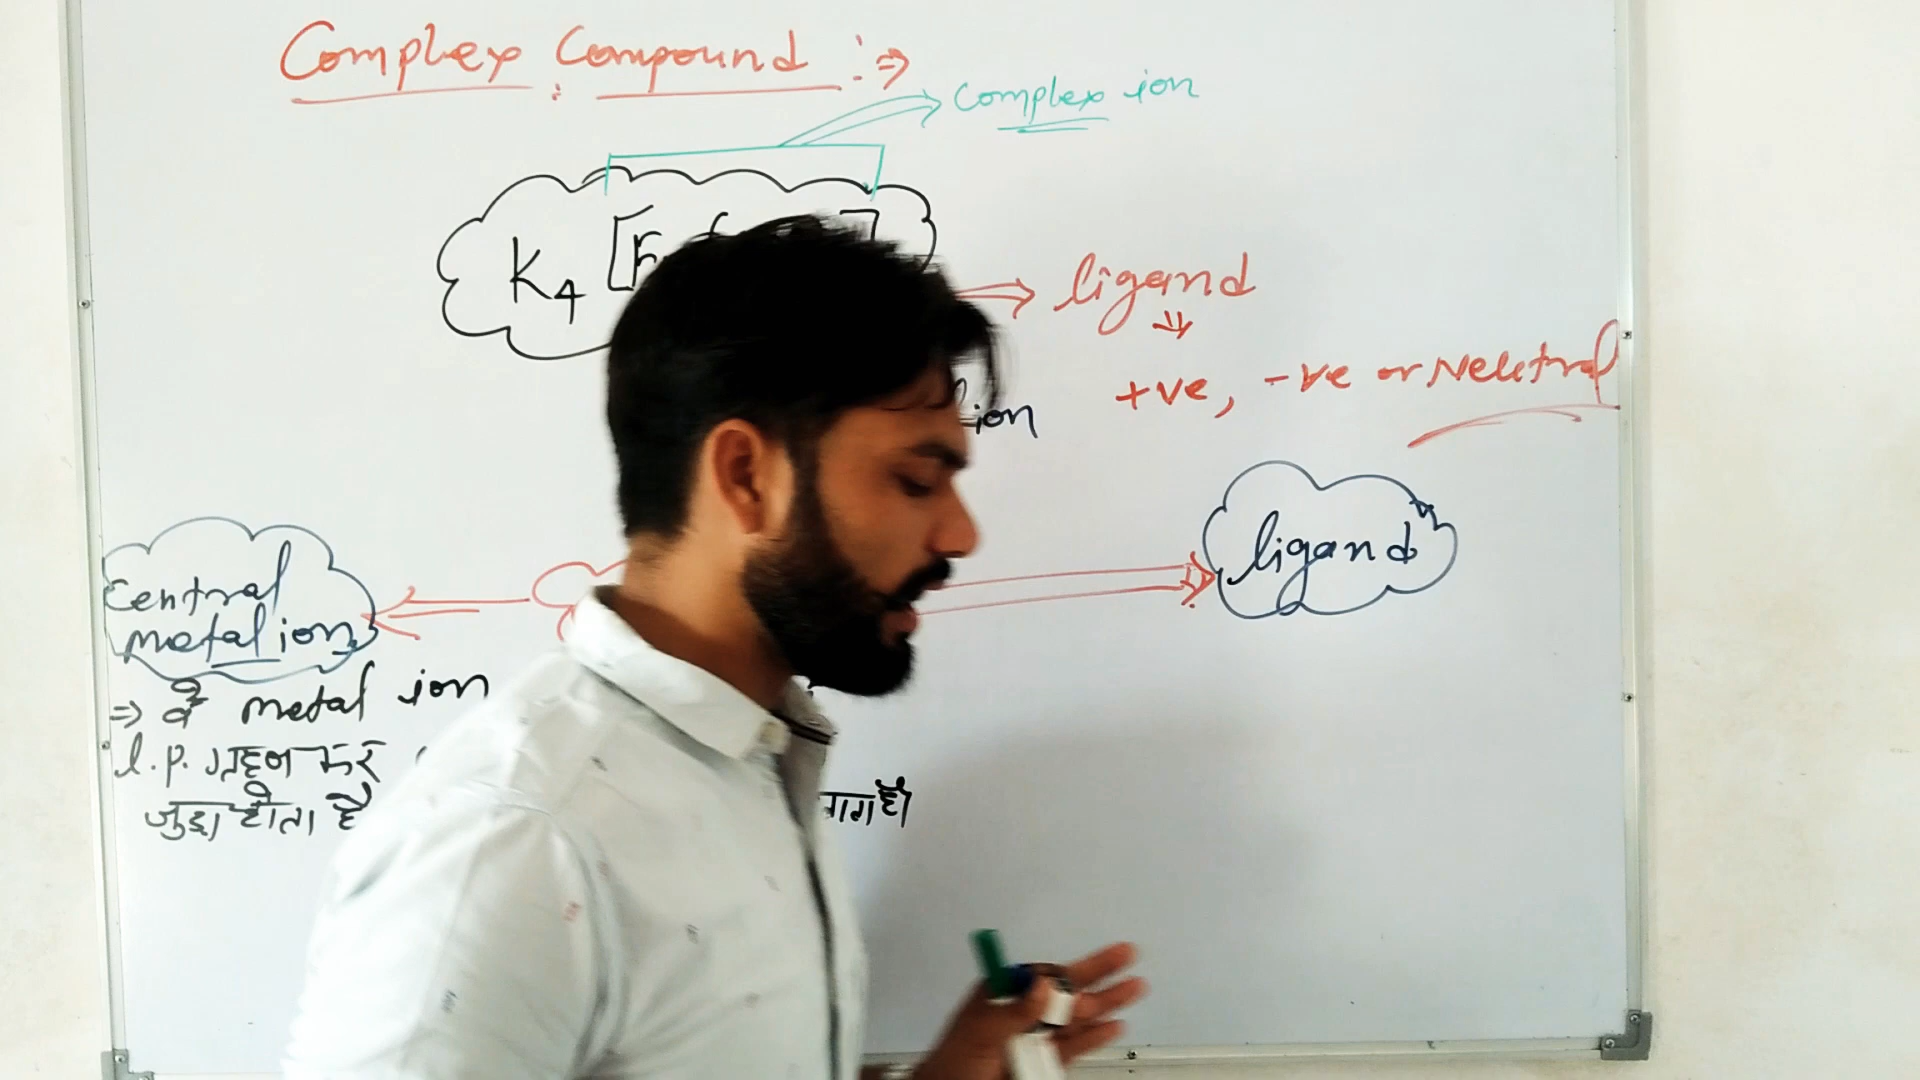 Complex Compound :⇒
Complex ion
K4 [F
⇒ ligand
+ve, -ve or Neutral
ion
ligand
Central
metal ion
⇒ वे metal ion
l.p. ग्रहण कर
जुड़ा होता है